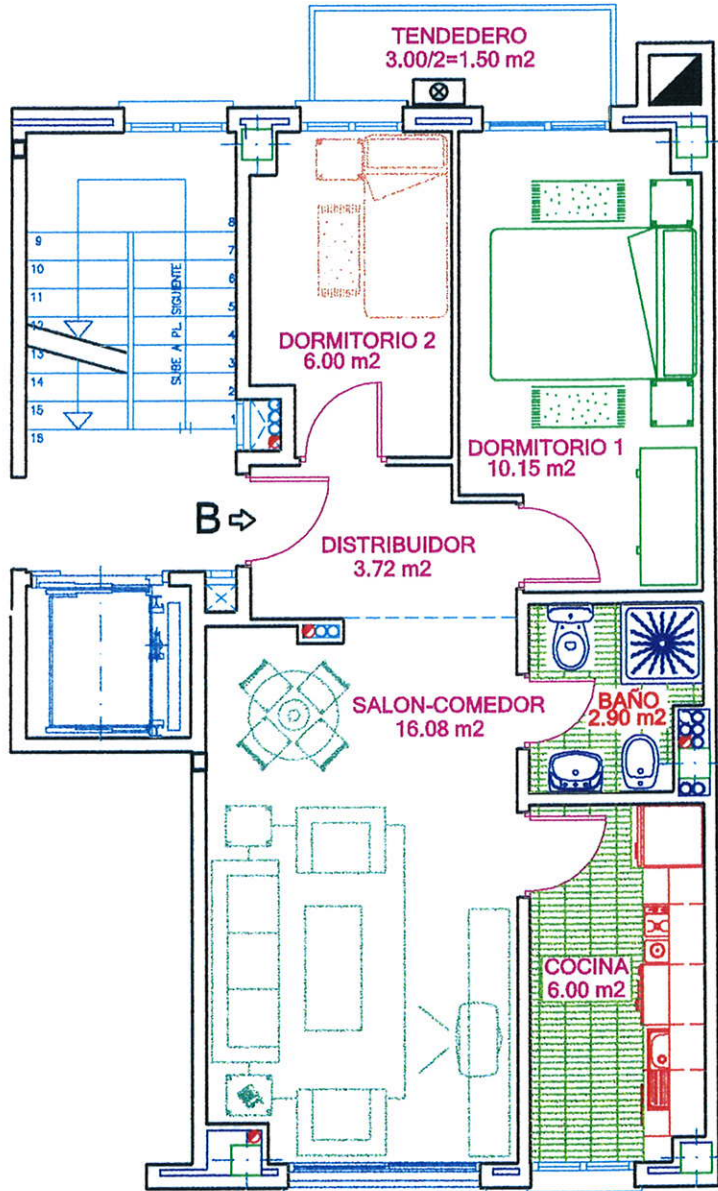 TENDEDERO
3.00/2=1.50 m2
8
9
7
10
6
11
5
12
4
13
3
14
2
15
1
16
SUBE A PL. SIGUIENTE
DORMITORIO 2
6.00 m2
DORMITORIO 1
10.15 m2
B
DISTRIBUIDOR
3.72 m2
SALON-COMEDOR
16.08 m2
BAÑO
2.90 m2
COCINA
6.00 m2